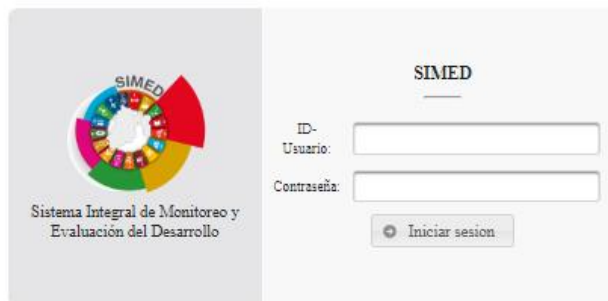 SIMED
Sistema Integral de Monitoreo y
Evaluación del Desarrollo
SIMED
ID-
Usuario:
Contraseña:
Iniciar sesion